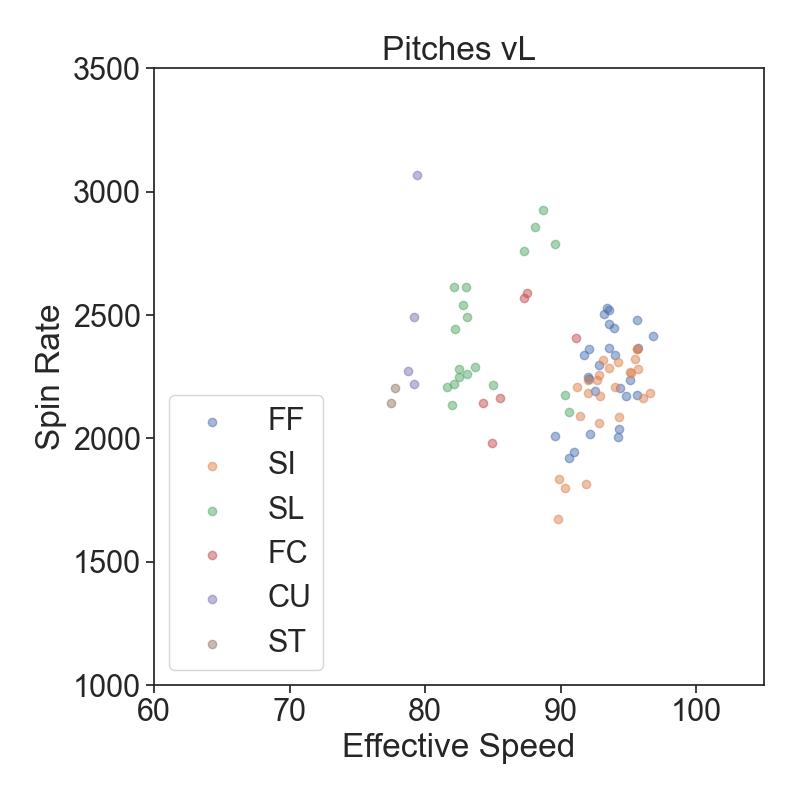 Pitches vL
3500
3000
2500
2000
1500
1000
Spin Rate
FF
SI
SL
FC
CU
ST
60 70 80 90 100
Effective Speed